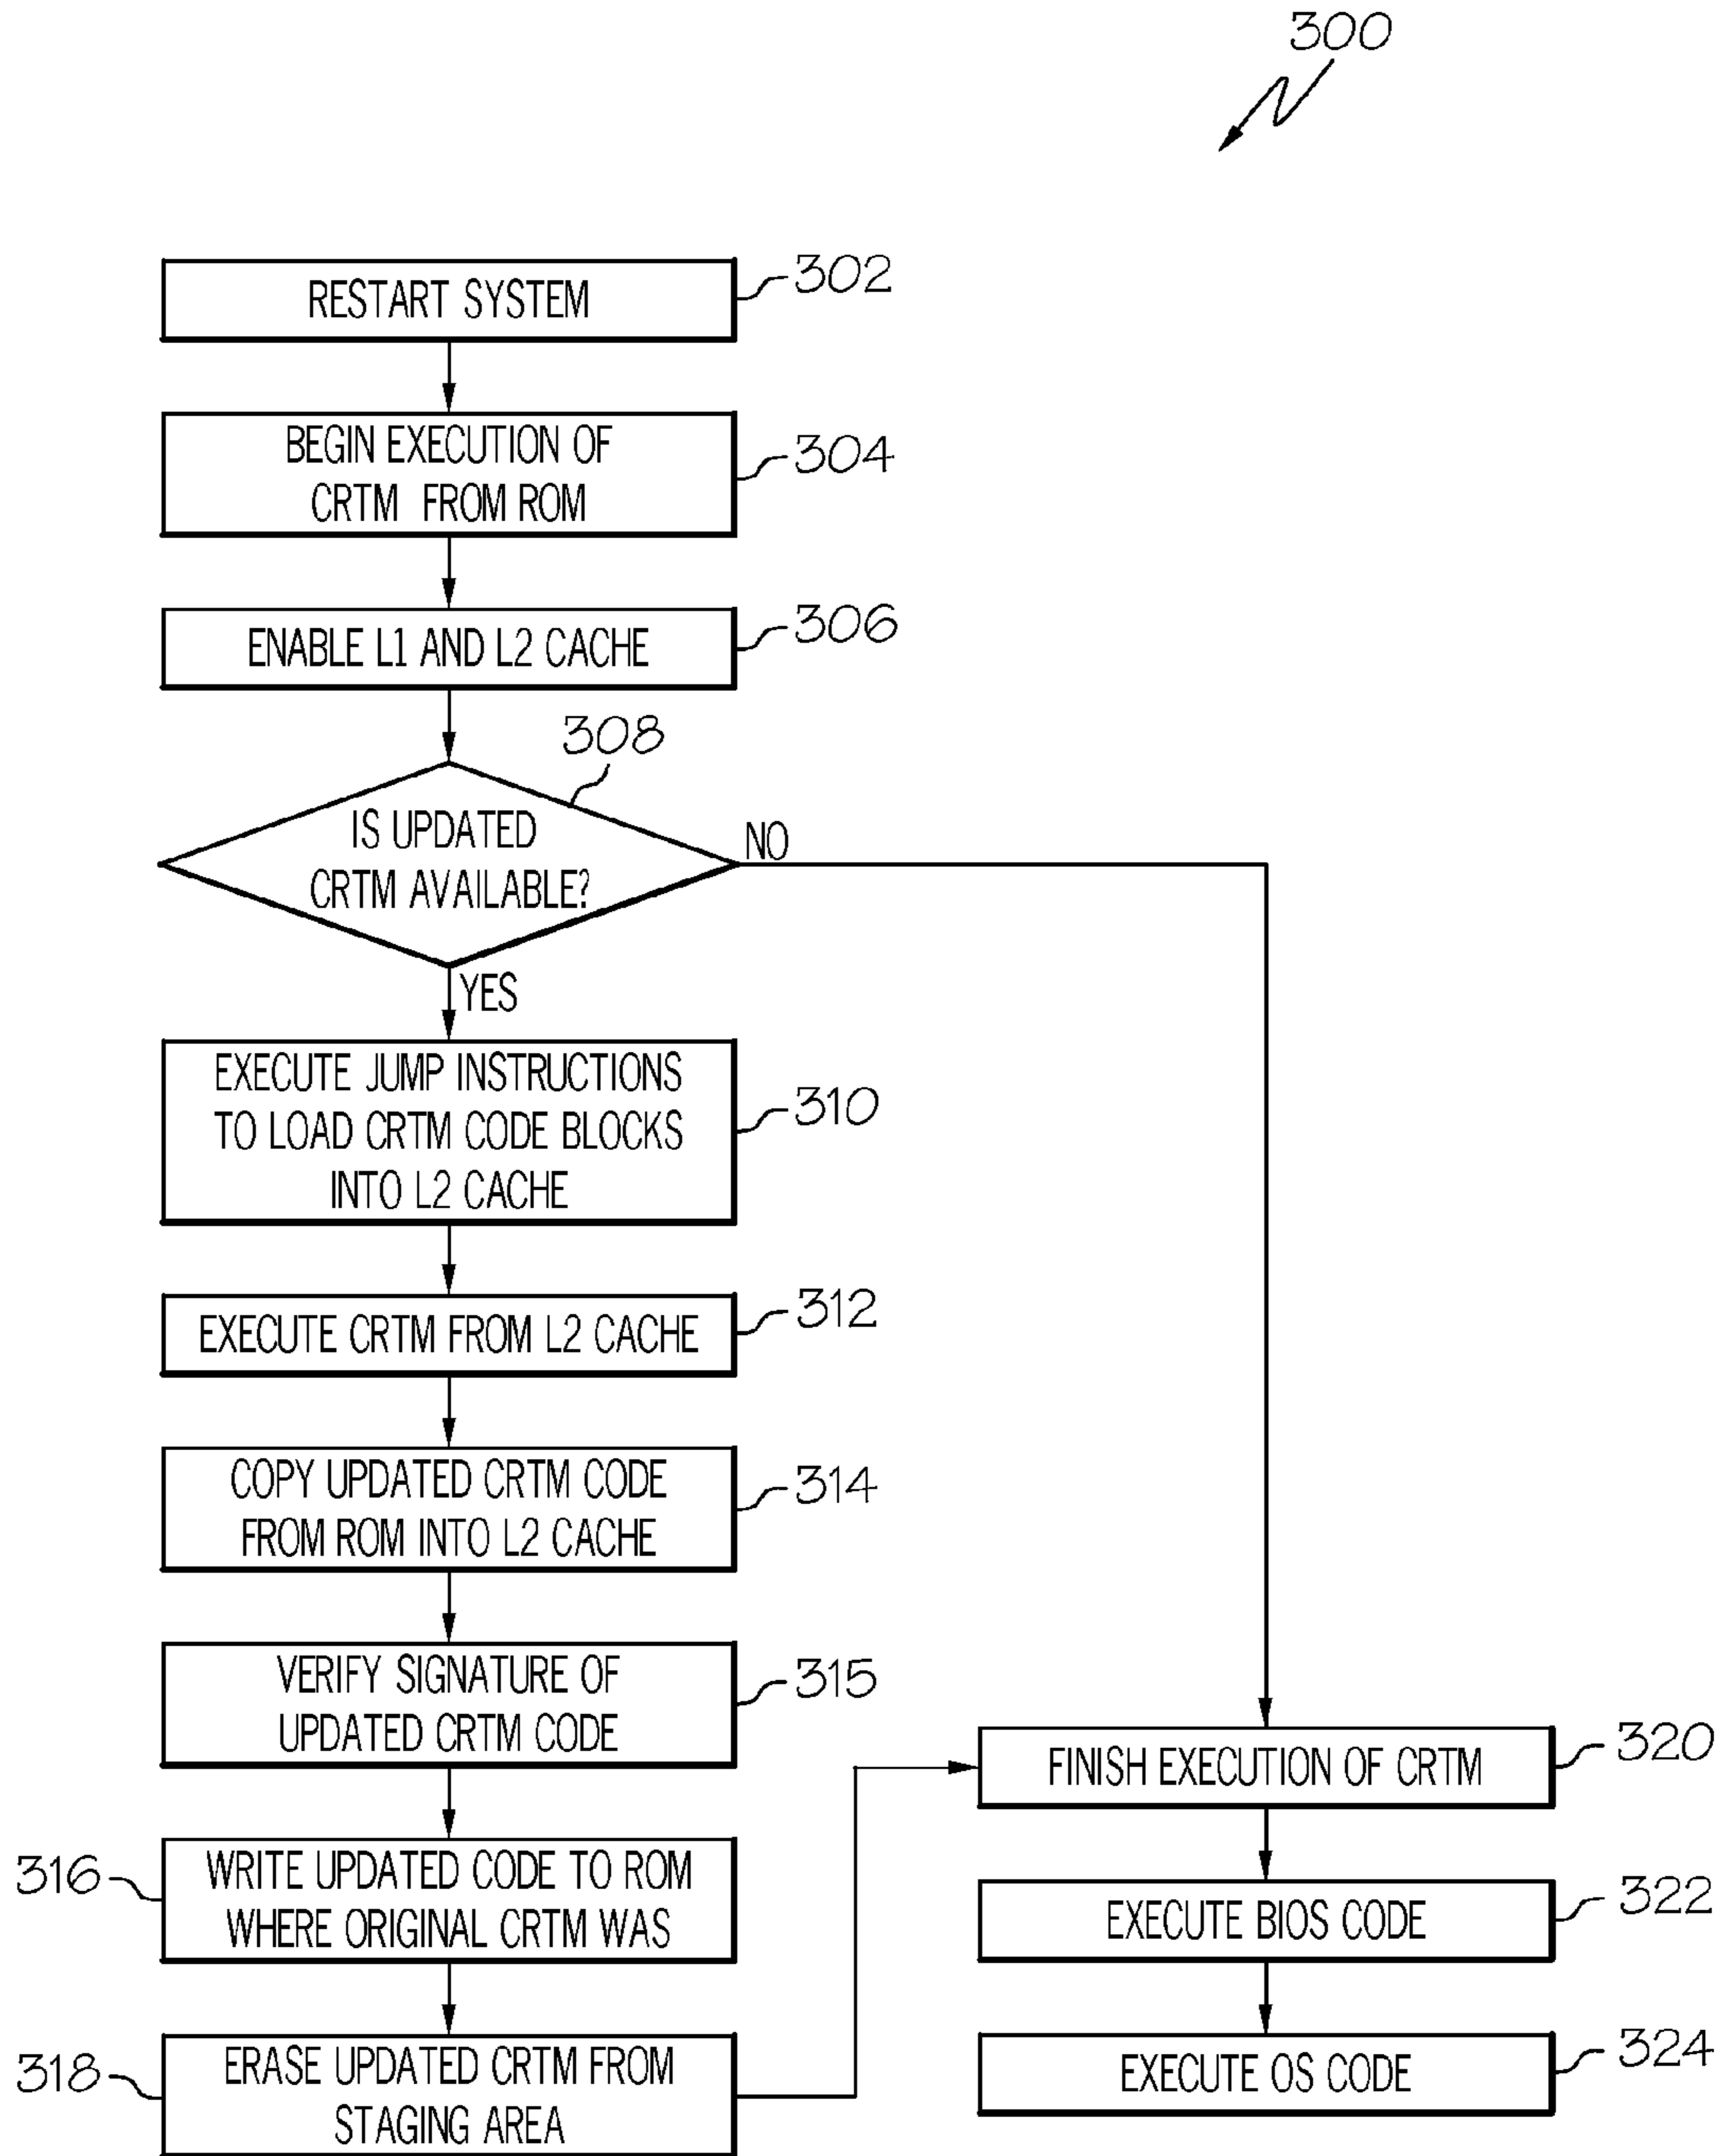 300
RESTART SYSTEM
302
BEGIN EXECUTION OF
CRTM FROM ROM
304
ENABLE L1 AND L2 CACHE
306
308
IS UPDATED
CRTM AVAILABLE?
NO
YES
EXECUTE JUMP INSTRUCTIONS
TO LOAD CRTM CODE BLOCKS
INTO L2 CACHE
310
EXECUTE CRTM FROM L2 CACHE
312
COPY UPDATED CRTM CODE
FROM ROM INTO L2 CACHE
314
VERIFY SIGNATURE OF
UPDATED CRTM CODE
315
316
WRITE UPDATED CODE TO ROM
WHERE ORIGINAL CRTM WAS
318
ERASE UPDATED CRTM FROM
STAGING AREA
FINISH EXECUTION OF CRTM
320
EXECUTE BIOS CODE
322
EXECUTE OS CODE
324